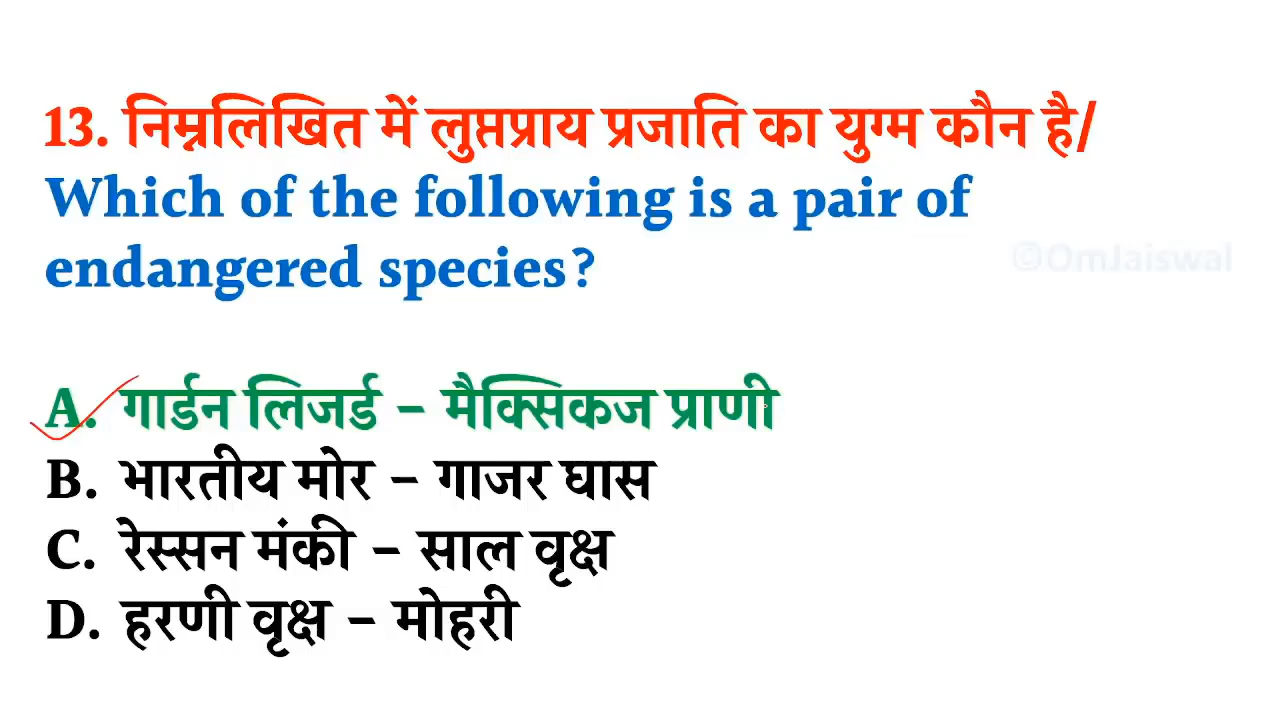 13. निम्नलिखित में लुप्तप्राय प्रजाति का युग्म कौन है/
Which of the following is a pair of
endangered species?
@OmJaiswal
A. गार्डन लिजर्ड – मैक्सिकज प्राणी
B. भारतीय मोर – गाजर घास
C. रेस्सन मंकी – साल वृक्ष
D. हरणी वृक्ष – मोहरी